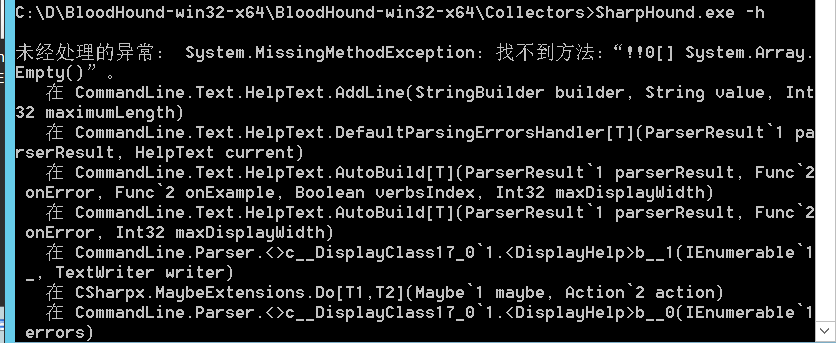 C:\D\BloodHound-win32-x64\BloodHound-win32-x64\Collectors>SharpHound.exe -h
未经处理的异常： System.MissingMethodException: 找不到方法:“!!0[] System.Array.
Empty()”。
在 CommandLine.Text.HelpText.AddLine(StringBuilder builder, String value, Int
32 maximumLength)
在 CommandLine.Text.HelpText.DefaultParsingErrorsHandler[T](ParserResult`1 pa
rserResult, HelpText current)
在 CommandLine.Text.HelpText.AutoBuild[T](ParserResult`1 parserResult, Func`2
onError, Func`2 onExample, Boolean verbsIndex, Int32 maxDisplayWidth)
在 CommandLine.Text.HelpText.AutoBuild[T](ParserResult`1 parserResult, Func`2
onError, Int32 maxDisplayWidth)
在 CommandLine.Parser.<>c__DisplayClass17_0`1.<DisplayHelp>b__1(IEnumerable`1
_, TextWriter writer)
在 CSharpx.MaybeExtensions.Do[T1,T2](Maybe`1 maybe, Action`2 action)
在 CommandLine.Parser.<>c__DisplayClass17_0`1.<DisplayHelp>b__0(IEnumerable`1
errors)